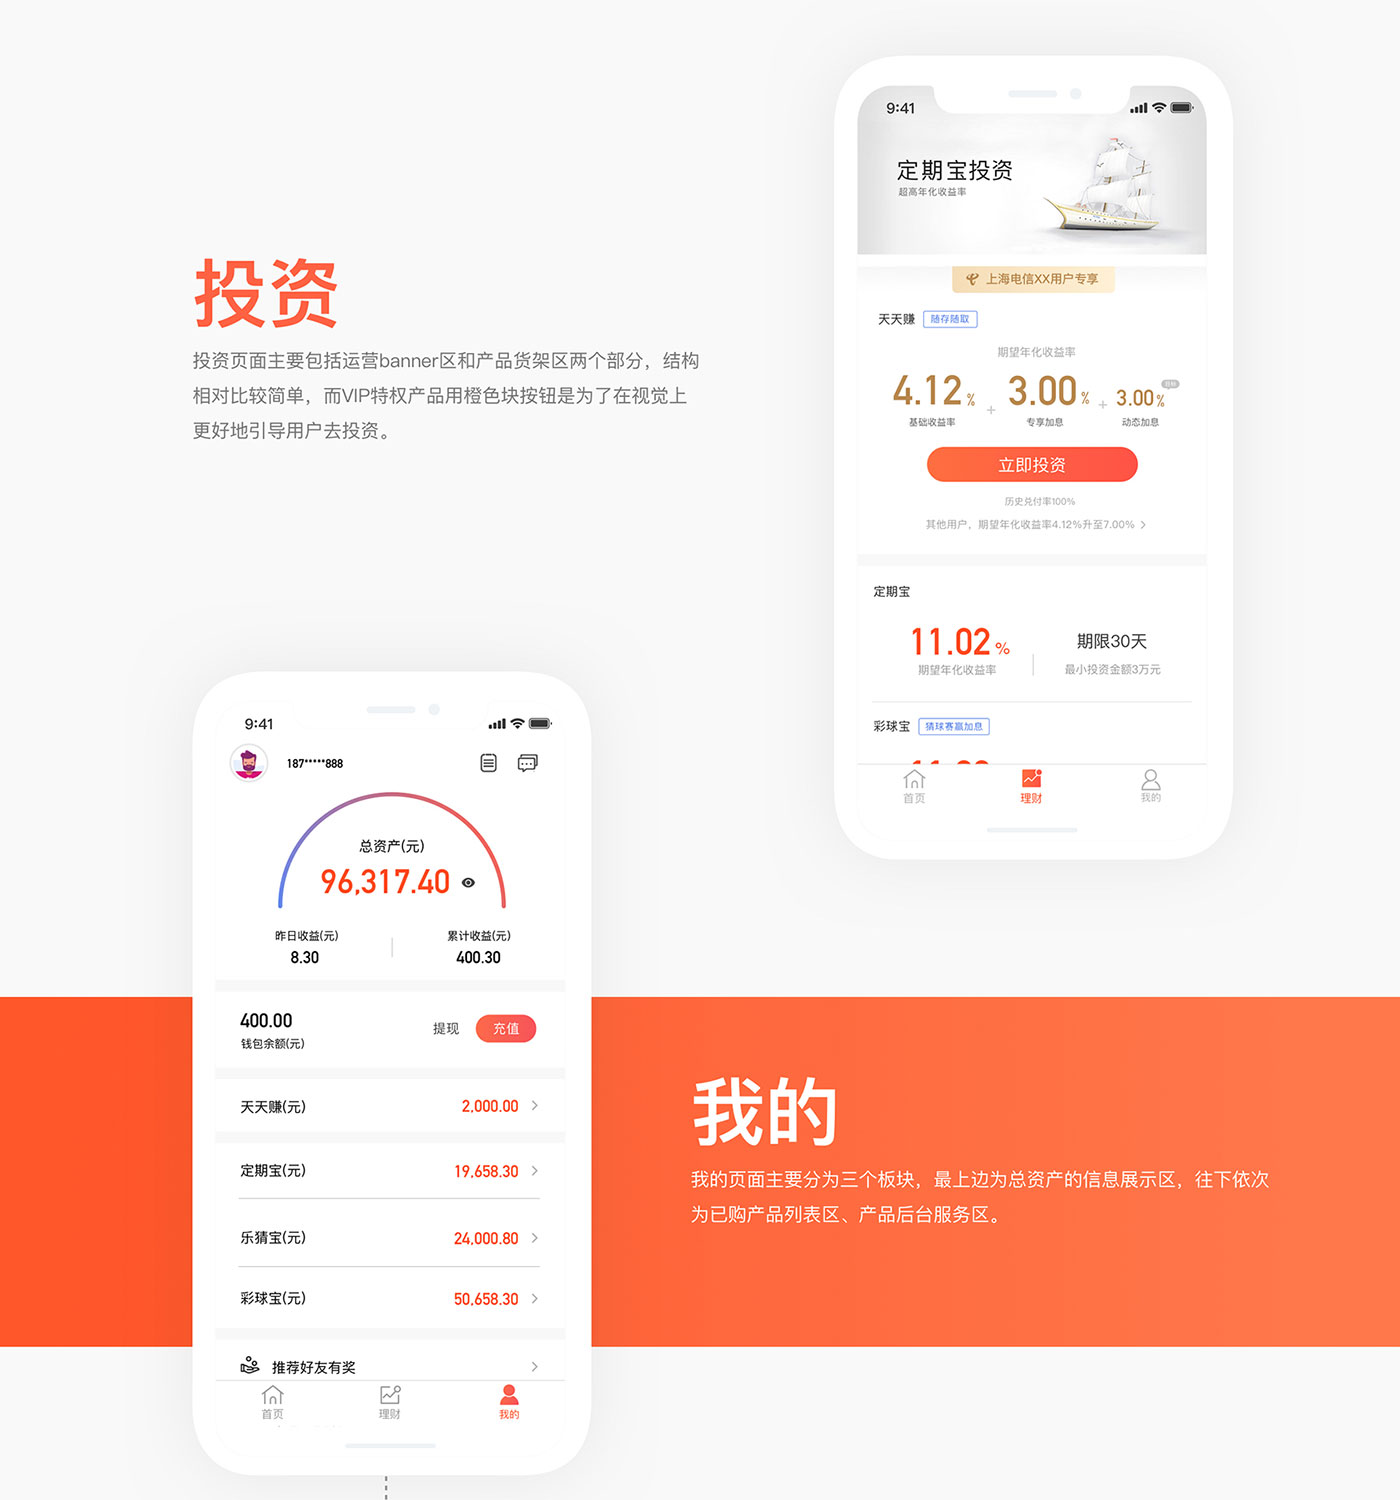 9:41
定期宝投资
超高年化收益率
上海电信XX用户专享
天天赚 随存随取
期望年化收益率
4.12% + 3.00% + 3.00%
基础收益率 专享加息 动态加息
立即投资
历史兑付率100%
其他用户，期望年化收益率4.12%升至7.00%
定期宝
11.02% 期限30天
期望年化收益率 最小投资金额3万元
彩球宝 猜球赛赢加息
首页 理财 我的
投资
投资页面主要包括运营banner区和产品货架区两个部分，结构
相对比较简单，而VIP特权产品用橙色块按钮是为了在视觉上
更好地引导用户去投资。
9:41
187*****888
总资产(元)
96,317.40
昨日收益(元) 累计收益(元)
8.30 400.30
400.00
钱包余额(元) 提现 充值
天天赚(元) 2,000.00
定期宝(元) 19,658.30
乐猜宝(元) 24,000.80
彩球宝(元) 50,658.30
推荐好友有奖
首页 理财 我的
我的
我的页面主要分为三个板块，最上边为总资产的信息展示区，往下依次
为已购产品列表区、产品后台服务区。